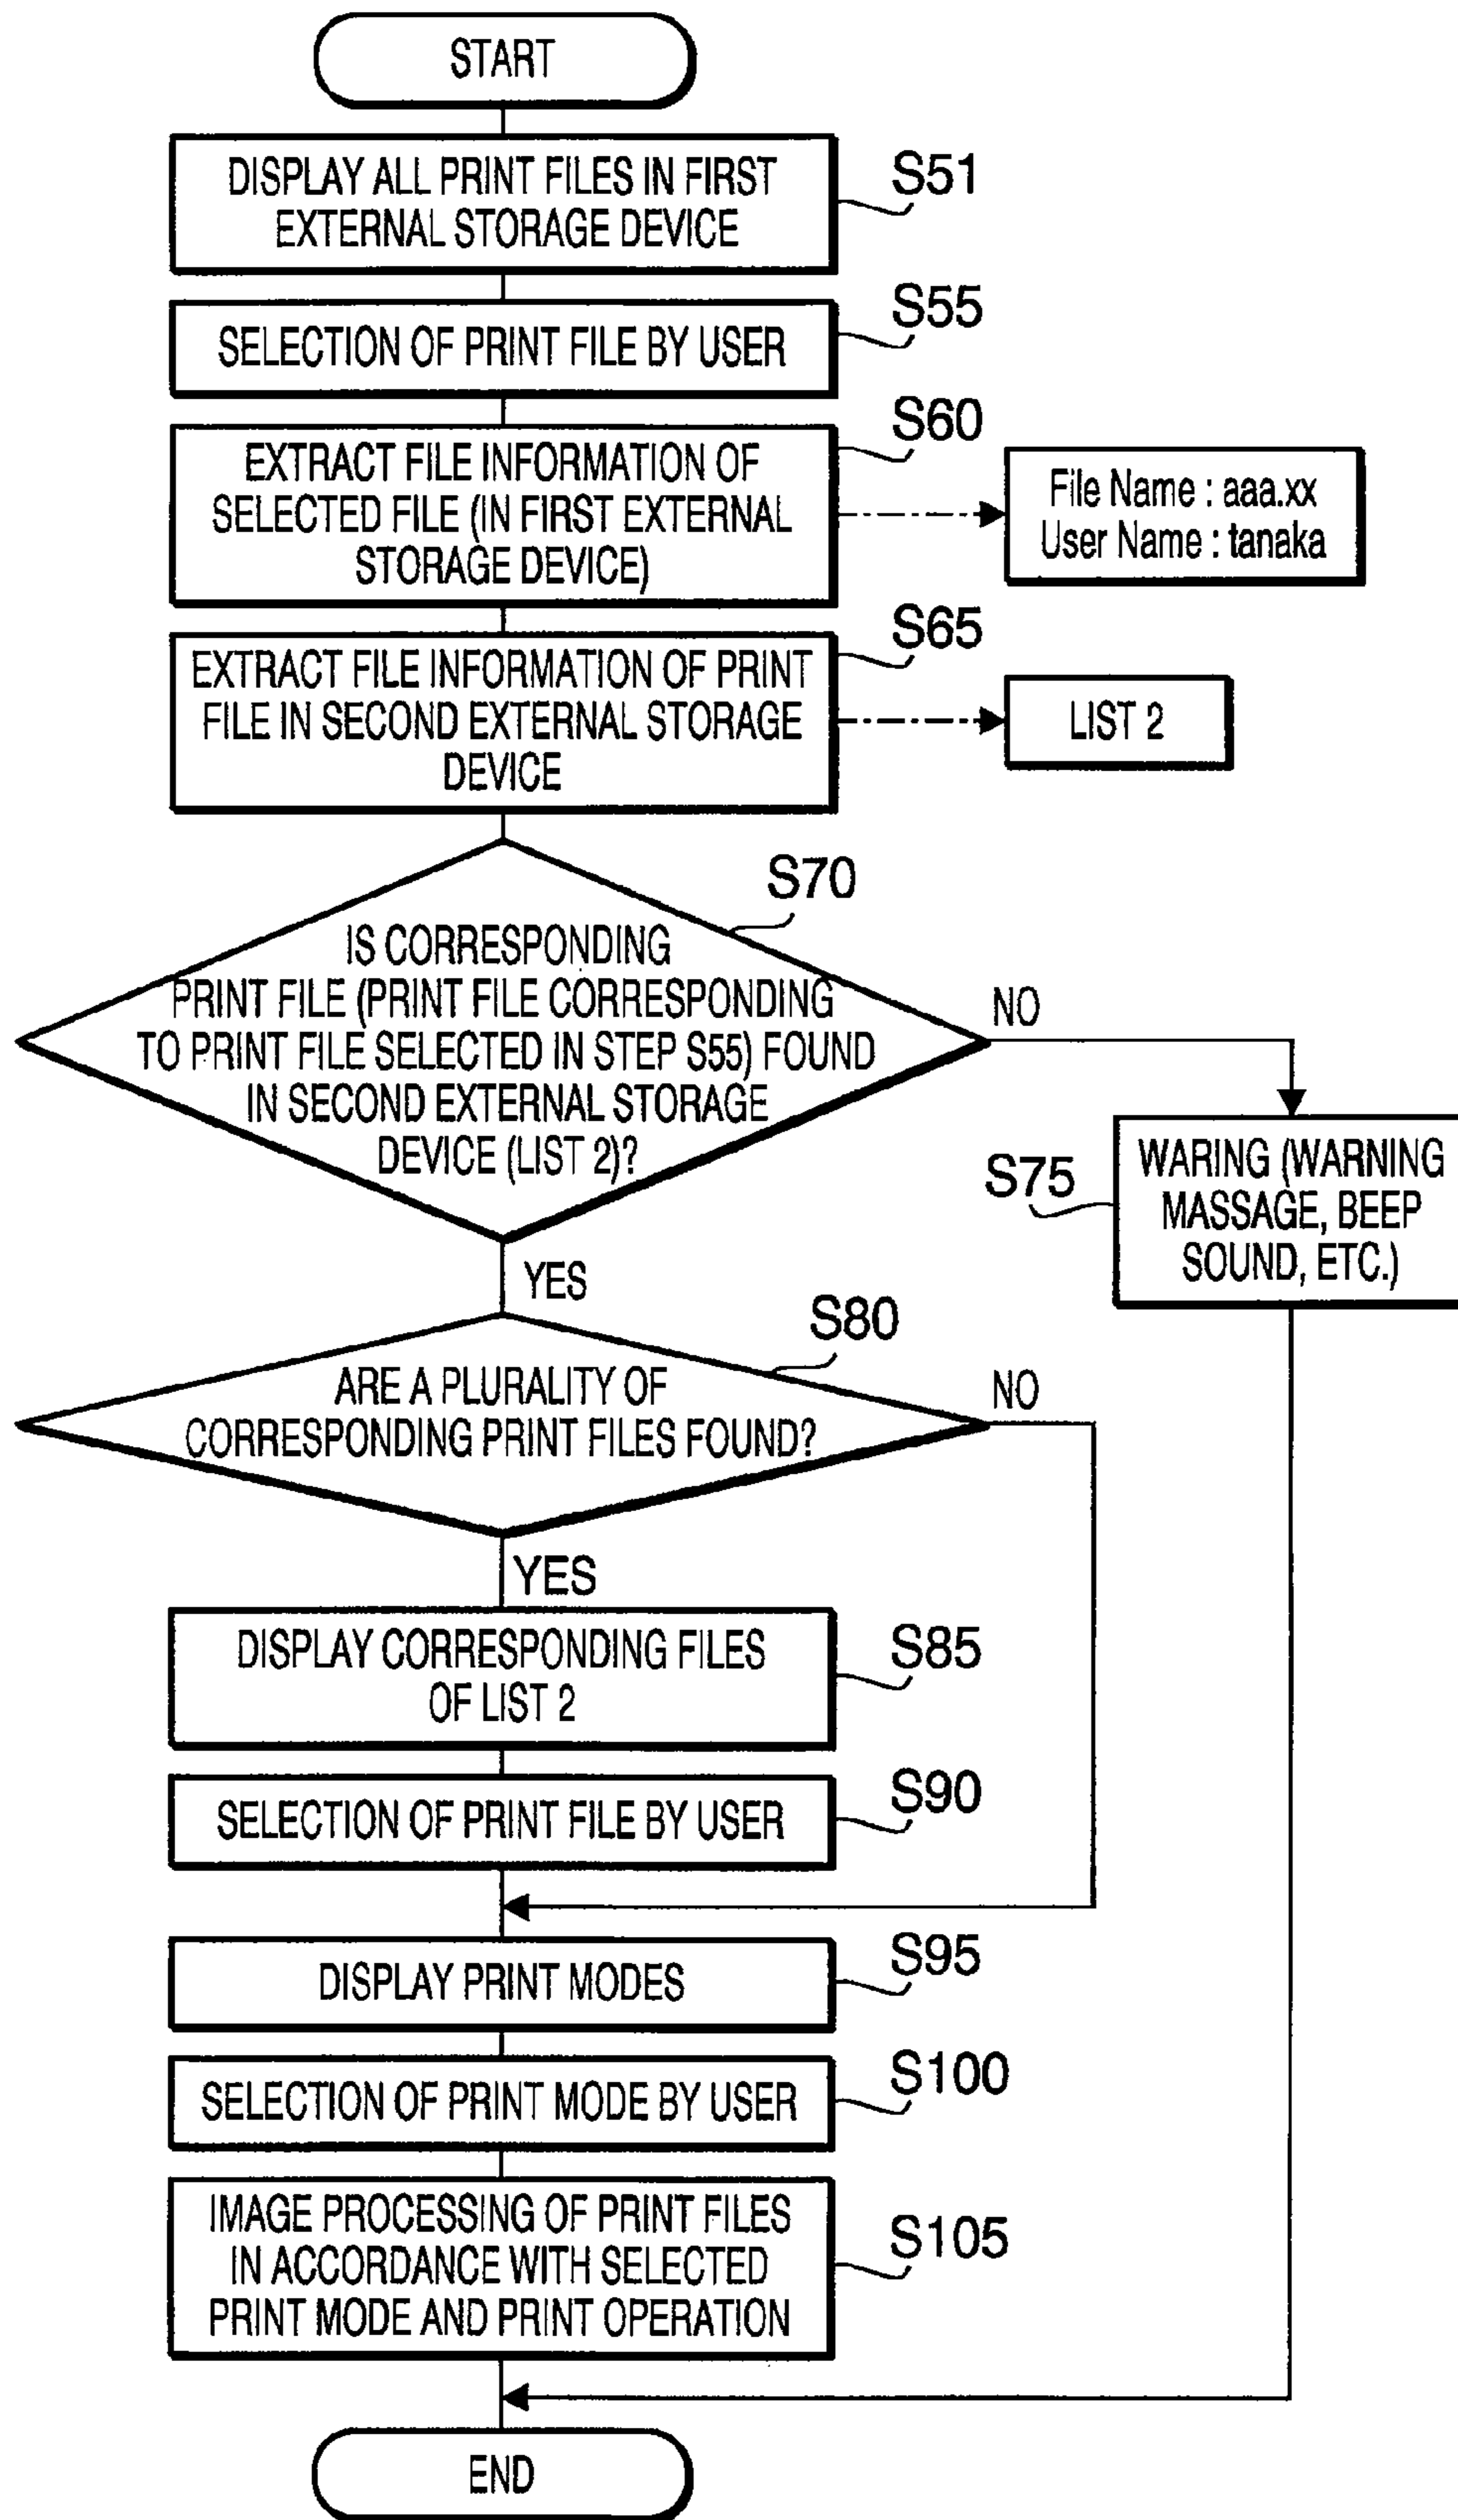 START
DISPLAY ALL PRINT FILES IN FIRST
EXTERNAL STORAGE DEVICE
S51
SELECTION OF PRINT FILE BY USER
S55
EXTRACT FILE INFORMATION OF
SELECTED FILE (IN FIRST EXTERNAL
STORAGE DEVICE)
S60
File Name : aaa.xx
User Name : tanaka
EXTRACT FILE INFORMATION OF PRINT
FILE IN SECOND EXTERNAL STORAGE
DEVICE
S65
LIST 2
S70
IS CORRESPONDING
PRINT FILE (PRINT FILE CORRESPONDING
TO PRINT FILE SELECTED IN STEP S55) FOUND
IN SECOND EXTERNAL STORAGE
DEVICE (LIST 2)?
NO
YES
S75
WARING (WARNING
MASSAGE, BEEP
SOUND, ETC.)
S80
ARE A PLURALITY OF
CORRESPONDING PRINT FILES FOUND?
NO
YES
DISPLAY CORRESPONDING FILES
OF LIST 2
S85
SELECTION OF PRINT FILE BY USER
S90
DISPLAY PRINT MODES
S95
SELECTION OF PRINT MODE BY USER
S100
IMAGE PROCESSING OF PRINT FILES
IN ACCORDANCE WITH SELECTED
PRINT MODE AND PRINT OPERATION
S105
END